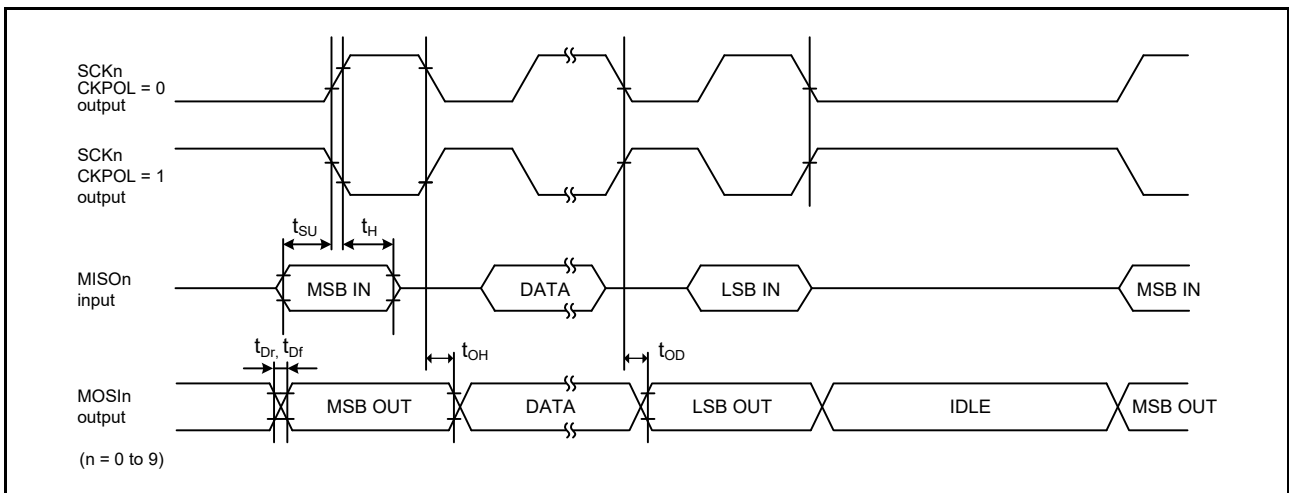 SCKn
CKPOL = 0
output
SCKn
CKPOL = 1
output
tSU
tH
MISOn
input
MSB IN
DATA
LSB IN
MSB IN
tDr, tDf
tOH
tOD
MOSIn
output
MSB OUT
DATA
LSB OUT
IDLE
MSB OUT
(n = 0 to 9)